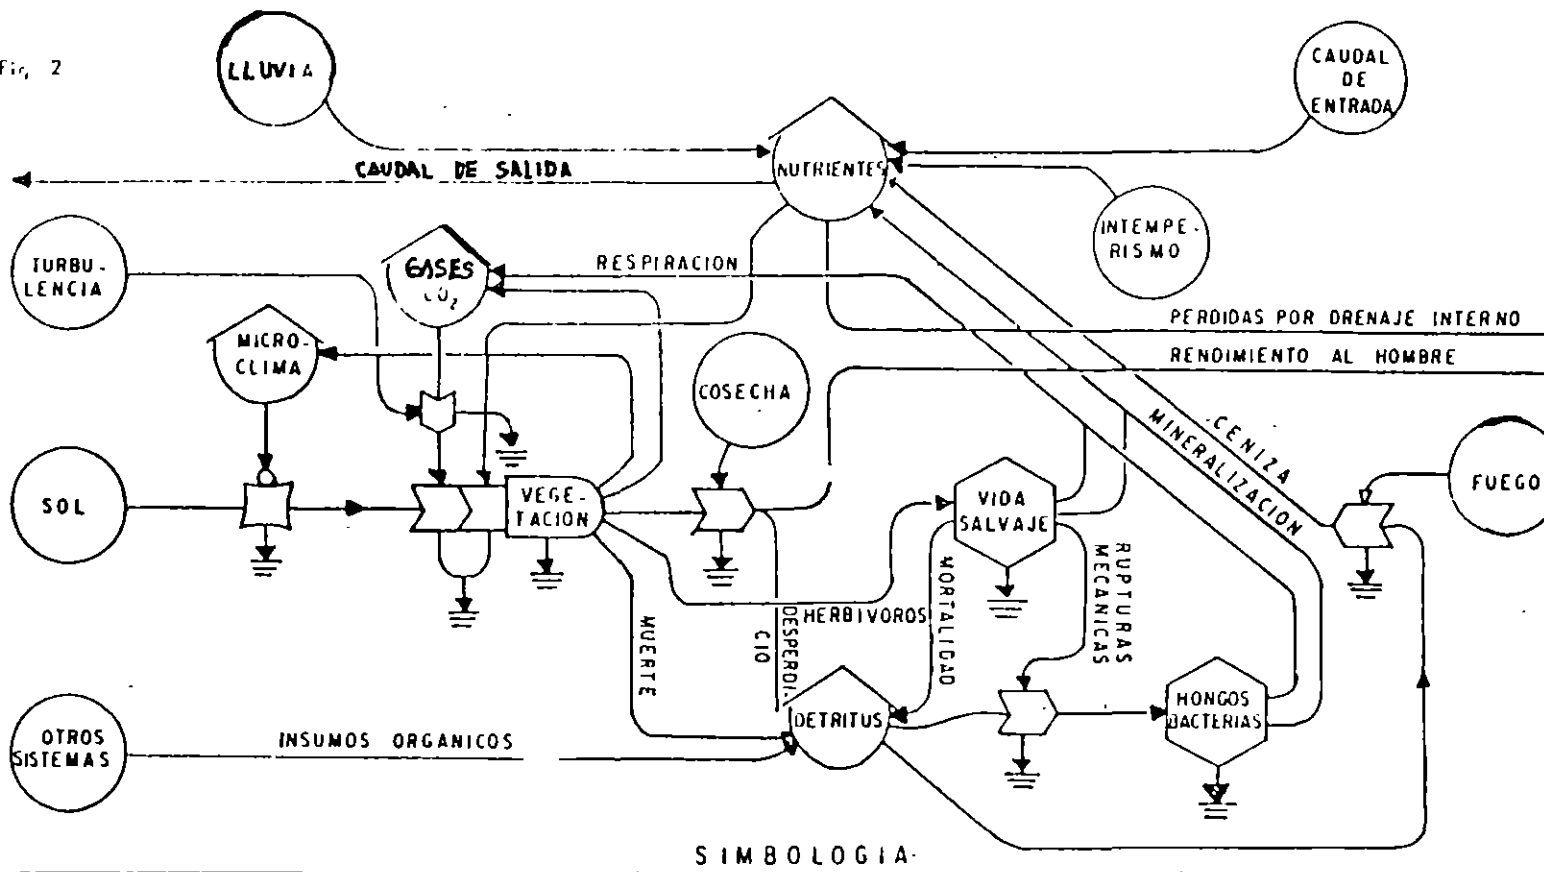 Fig, 2
LLUVIA
CAUDAL
DE
ENTRADA
CAUDAL DE SALIDA
NUTRIENTES
INTEMPE-
RISMO
TURBU-
LENCIA
GASES
CO2
RESPIRACION
MICRO-
CLIMA
PERDIDAS POR DRENAJE INTERNO
RENDIMIENTO AL HOMBRE
COSECHA
CENIZA
MINERALIZACION
FUEGO
SOL
VEGE-
TACION
VIDA
SALVAJE
MUERTE
DESPERDI-
CIO
HERBIVOROS
MORTALIDAD
RUPTURAS
MECANICAS
OTROS
SISTEMAS
INSUMOS ORGANICOS
DETRITUS
HONGOS
BACTERIAS
SIMBOLOGIA